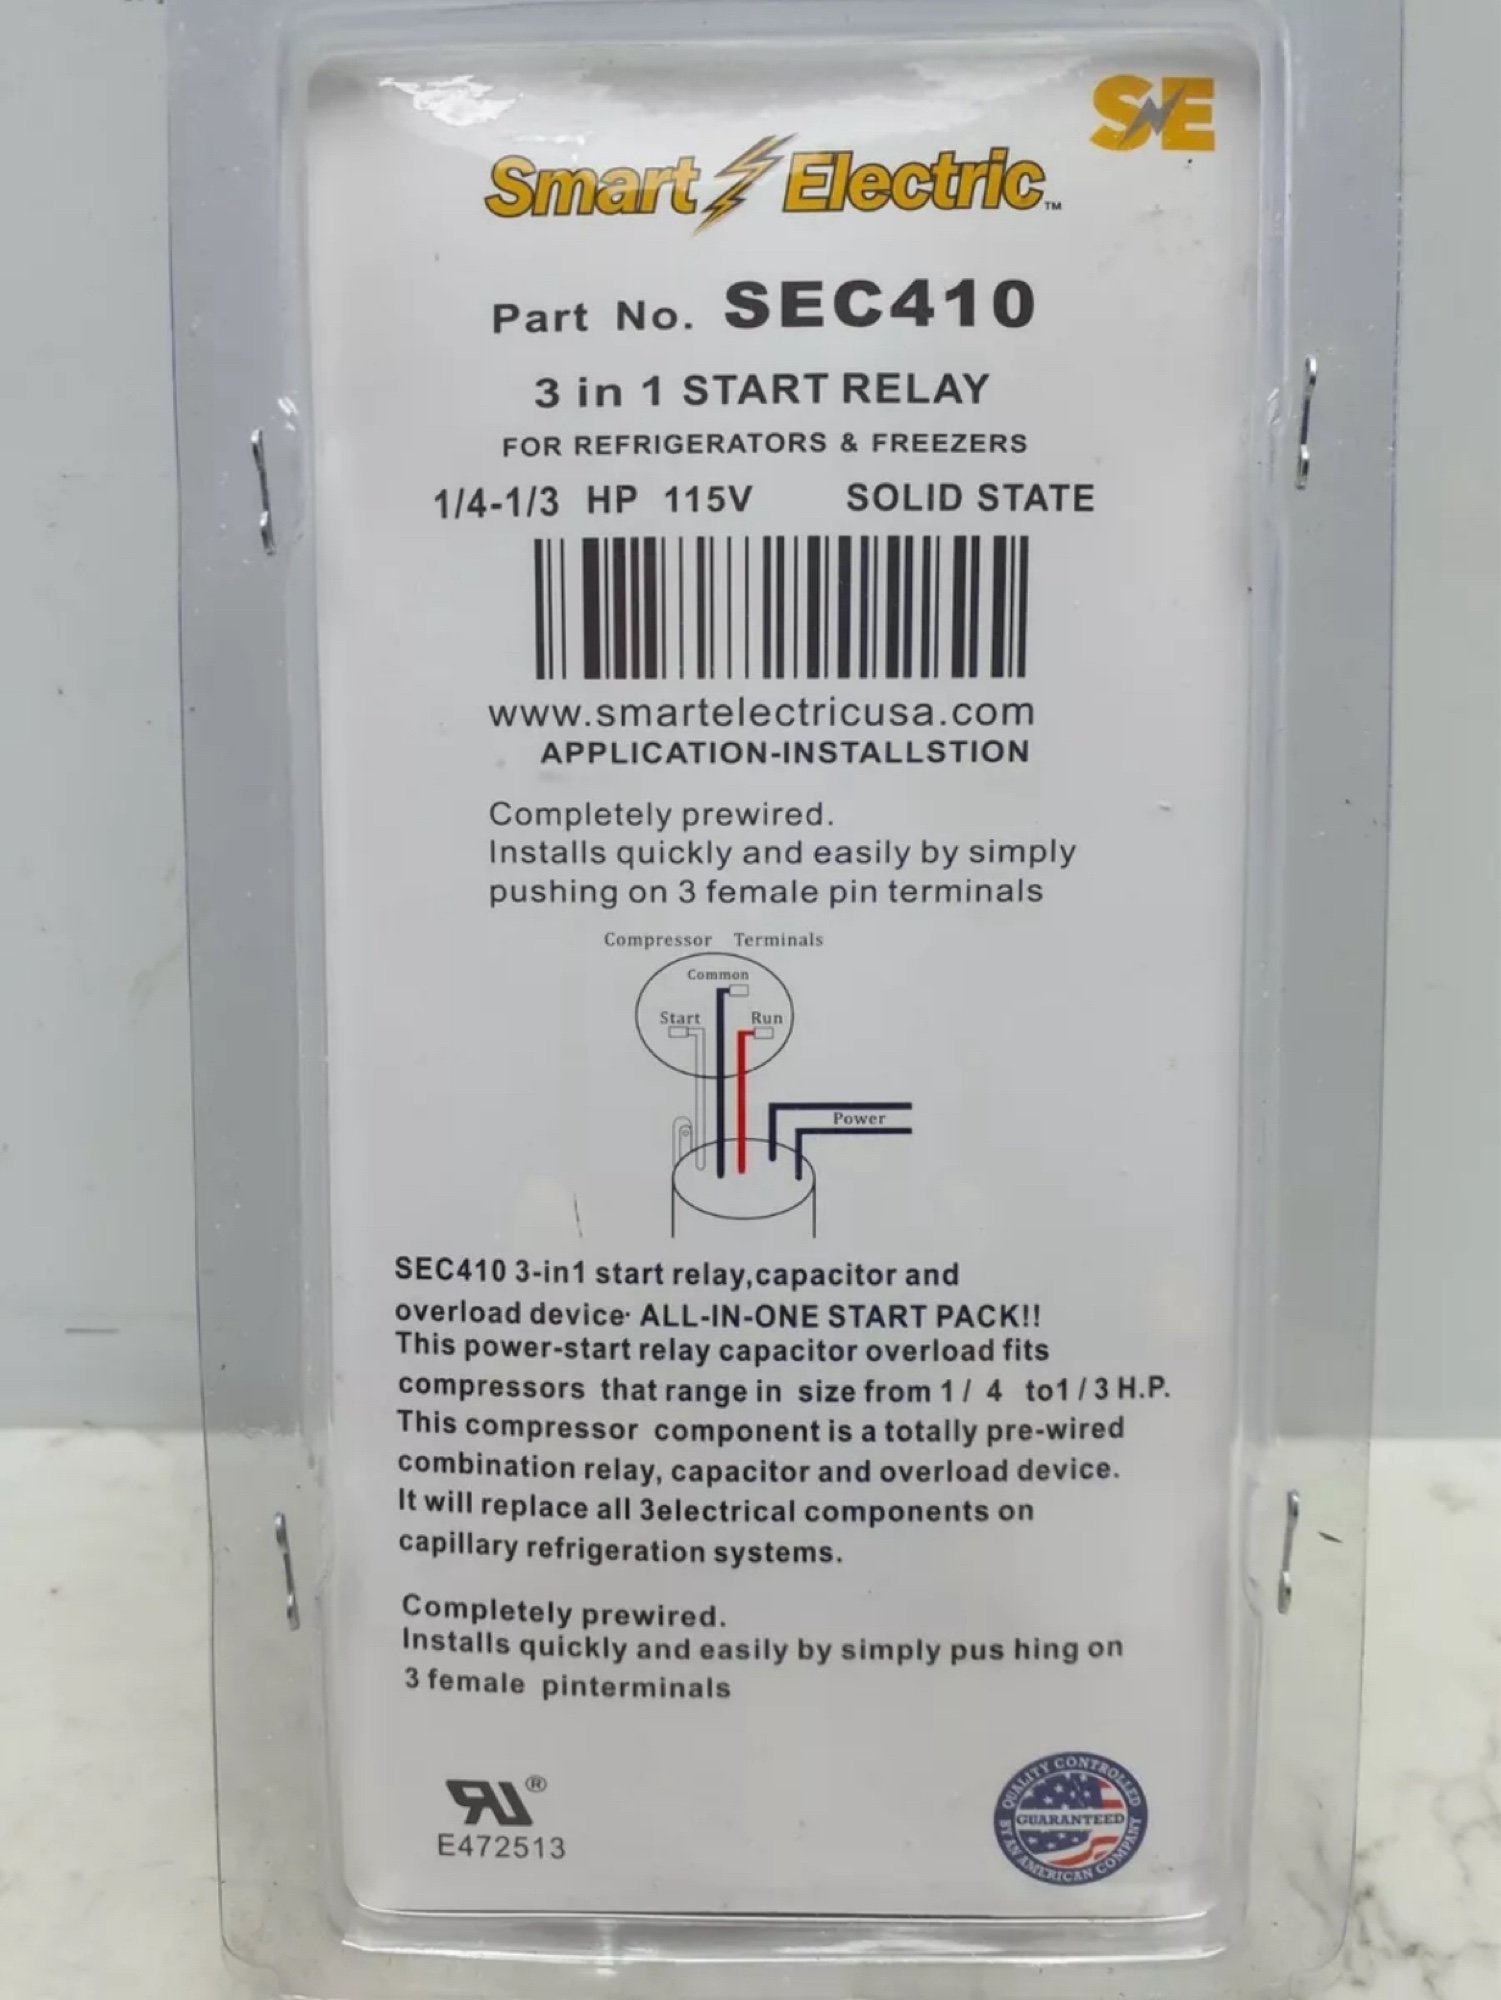 SE
Smart Electric™
Part No. SEC410
3 in 1 START RELAY
FOR REFRIGERATORS & FREEZERS
1/4-1/3 HP 115V SOLID STATE
www.smartelectricusa.com
APPLICATION-INSTALLSTION
Completely prewired.
Installs quickly and easily by simply
pushing on 3 female pin terminals
Compressor Terminals
Common
Start Run
Power
SEC410 3-in1 start relay,capacitor and
overload device· ALL-IN-ONE START PACK!!
This power-start relay capacitor overload fits
compressors that range in size from 1 / 4 to1 / 3 H.P.
This compressor component is a totally pre-wired
combination relay, capacitor and overload device.
It will replace all 3electrical components on
capillary refrigeration systems.
Completely prewired.
Installs quickly and easily by simply pus hing on
3 female pinterminals
RU®
E472513
QUALITY CONTROLLED
GUARANTEED
BY AN AMERICAN COMPANY